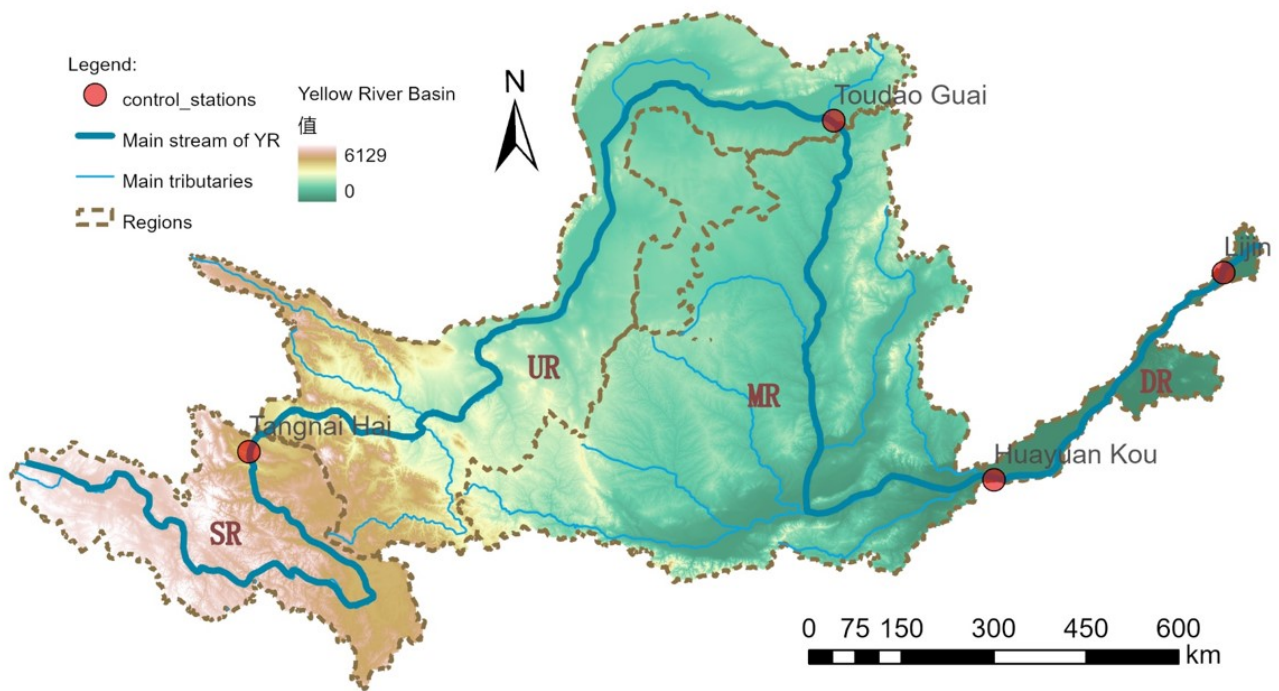 Legend:
control_stations
Main stream of YR
Main tributaries
Regions
Yellow River Basin
值
6129
0
N
Toudao Guai
Lijin
UR
MR
DR
Tangnai Hai
Huayuan Kou
SR
0 75 150 300 450 600
km